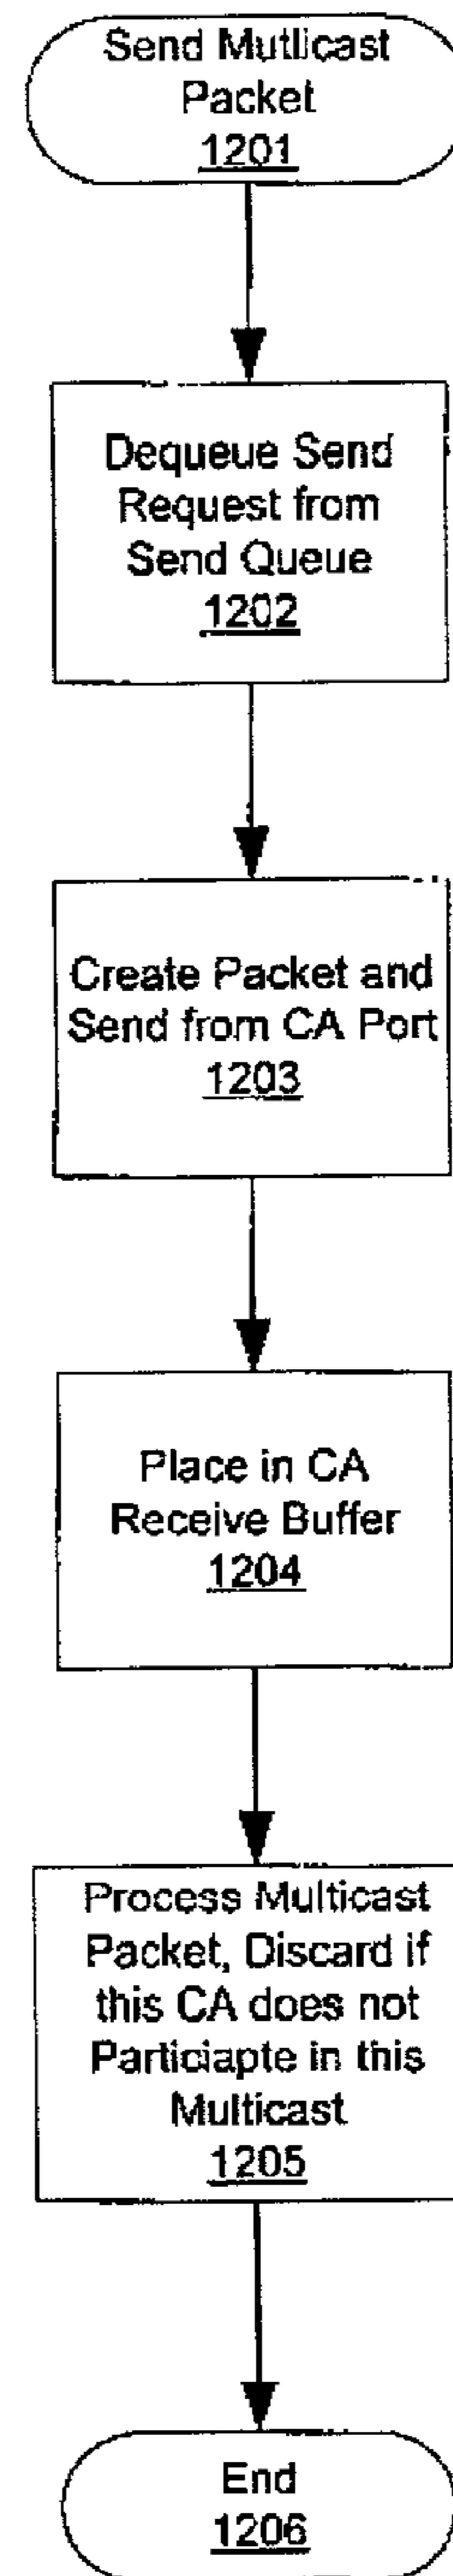 Send Mutlicast
Packet
1201
Dequeue Send
Request from
Send Queue
1202
Create Packet and
Send from CA Port
1203
Place in CA
Receive Buffer
1204
Process Multicast
Packet, Discard if
this CA does not
Particiapte in this
Multicast
1205
End
1206